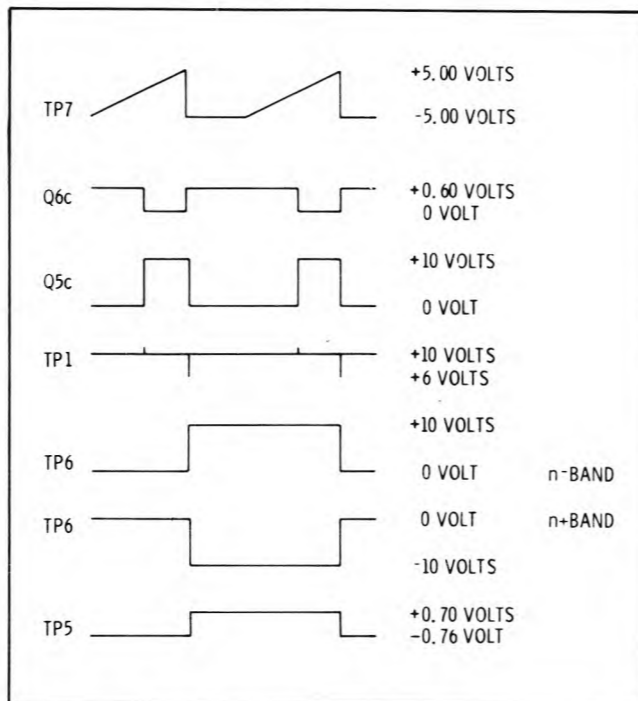 +5.00 VOLTS
TP7
-5.00 VOLTS
Q6c
+0.60 VOLTS
0 VOLT
+10 VOLTS
Q5c
0 VOLT
TP1
+10 VOLTS
+6 VOLTS
+10 VOLTS
TP6
0 VOLT n-BAND
TP6
0 VOLT n+BAND
-10 VOLTS
TP5
+0.70 VOLTS
-0.76 VOLT